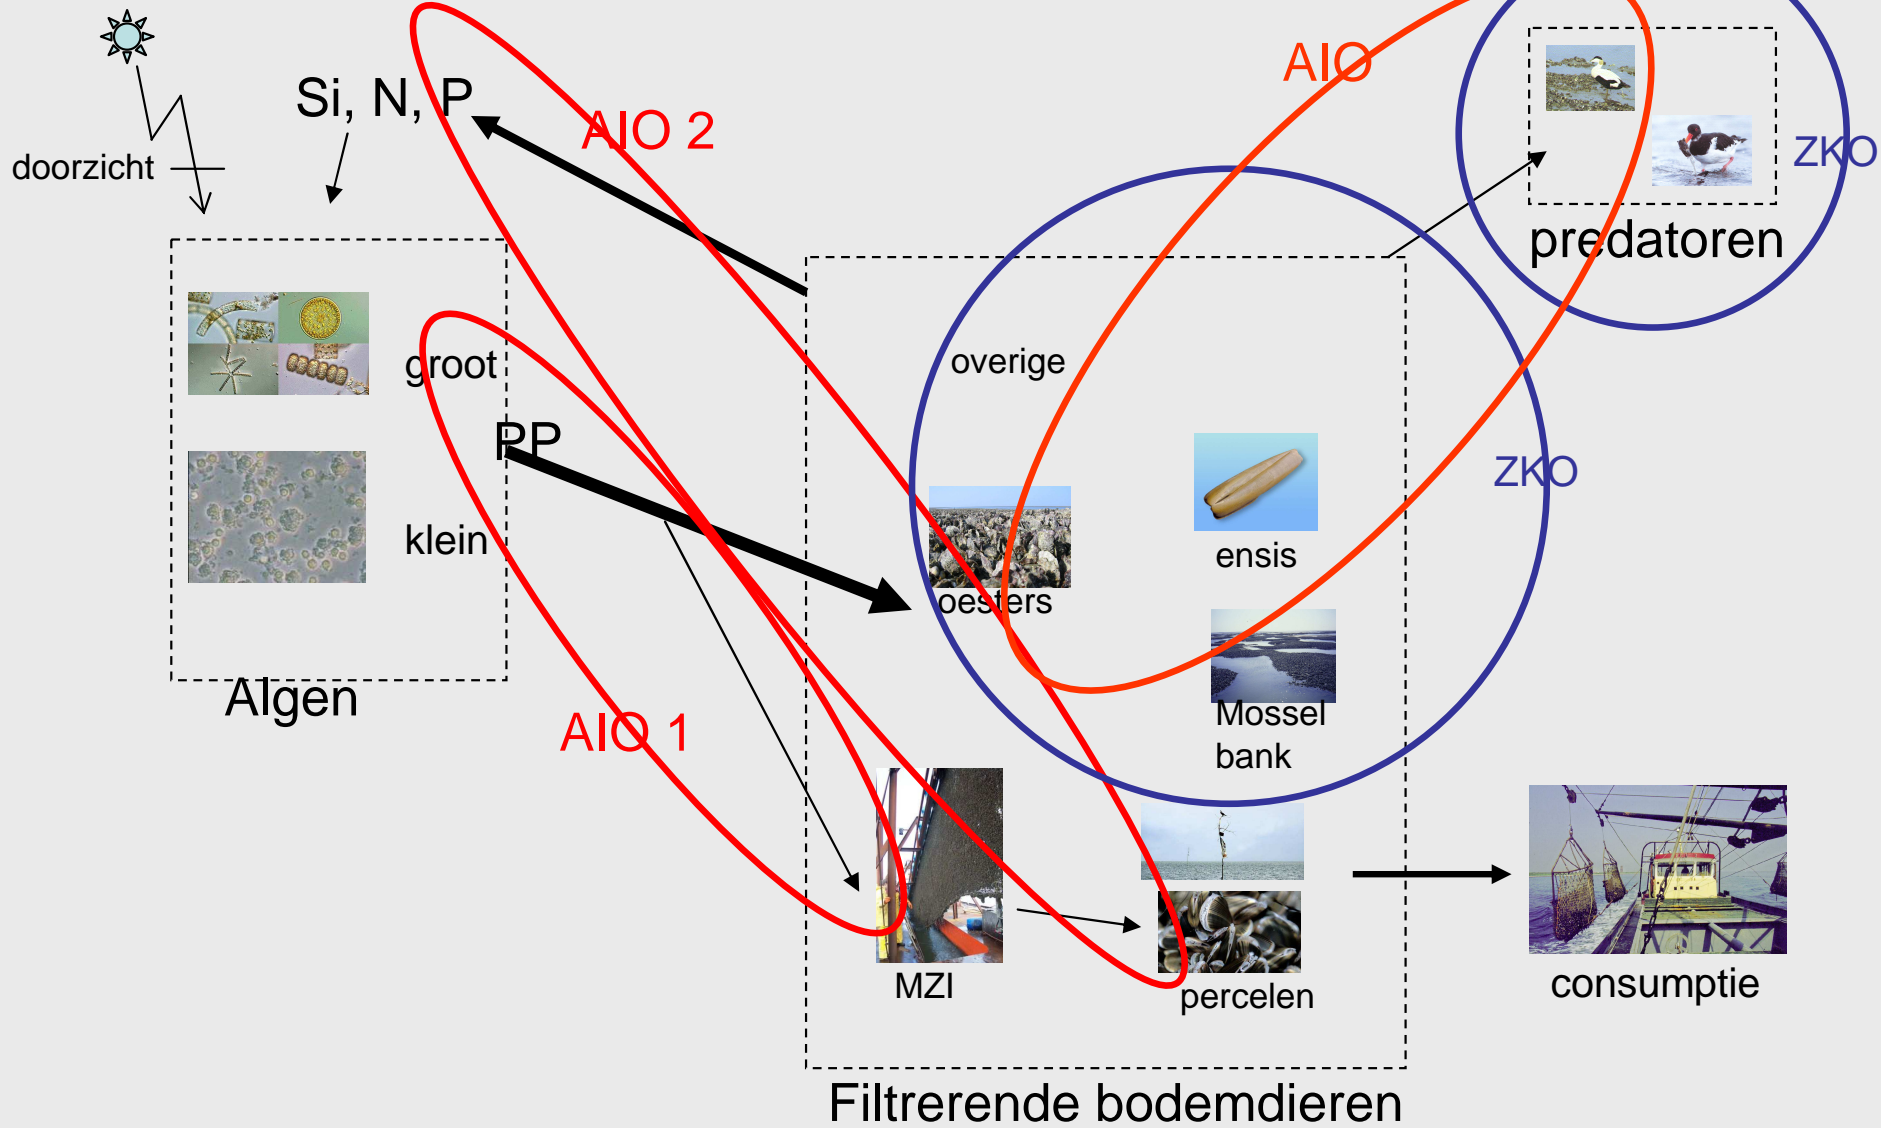 AIO
Si, N, P
AIO 2
doorzicht
ZKO
predatoren
groot
overige
PP
ZKO
klein
ensis
oesters
Algen
Mossel
bank
AIO 1
MZI
percelen
consumptie
Filtrerende bodemdieren